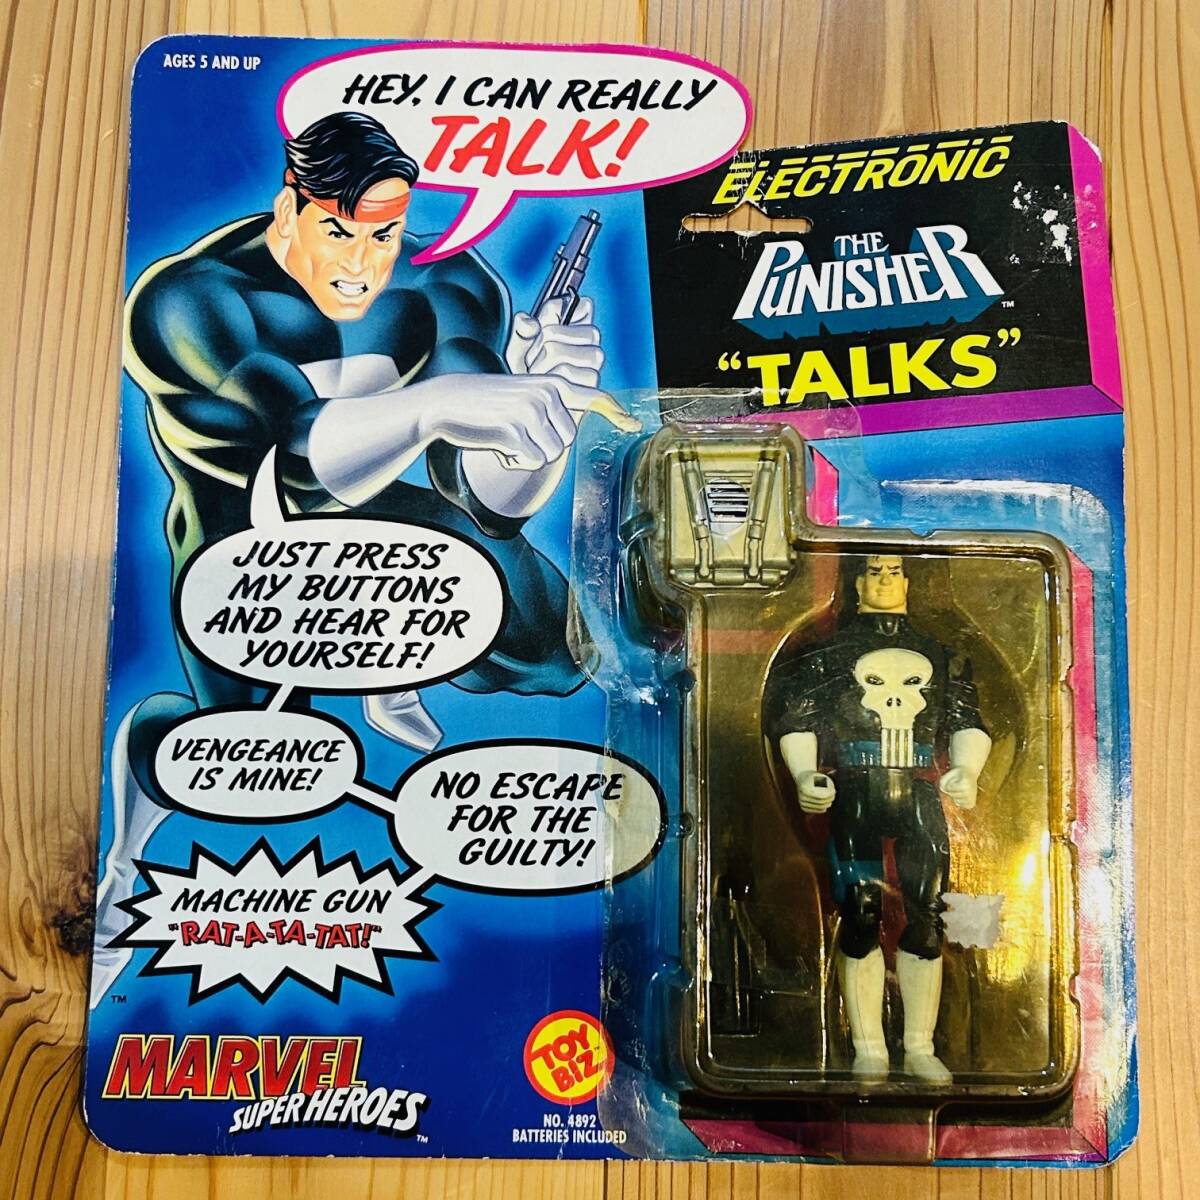 AGES 5 AND UP
HEY, I CAN REALLY
TALK!
ELECTRONIC
THE
PUNISHER
TM
"TALKS"
JUST PRESS
MY BUTTONS
AND HEAR FOR
YOURSELF!
VENGEANCE
IS MINE!
NO ESCAPE
FOR THE
GUILTY!
MACHINE GUN
"RAT-A-TA-TAT!"
TM
MARVEL
SUPER HEROES
TM
TOY
BIZ
NO. 4892
BATTERIES INCLUDED